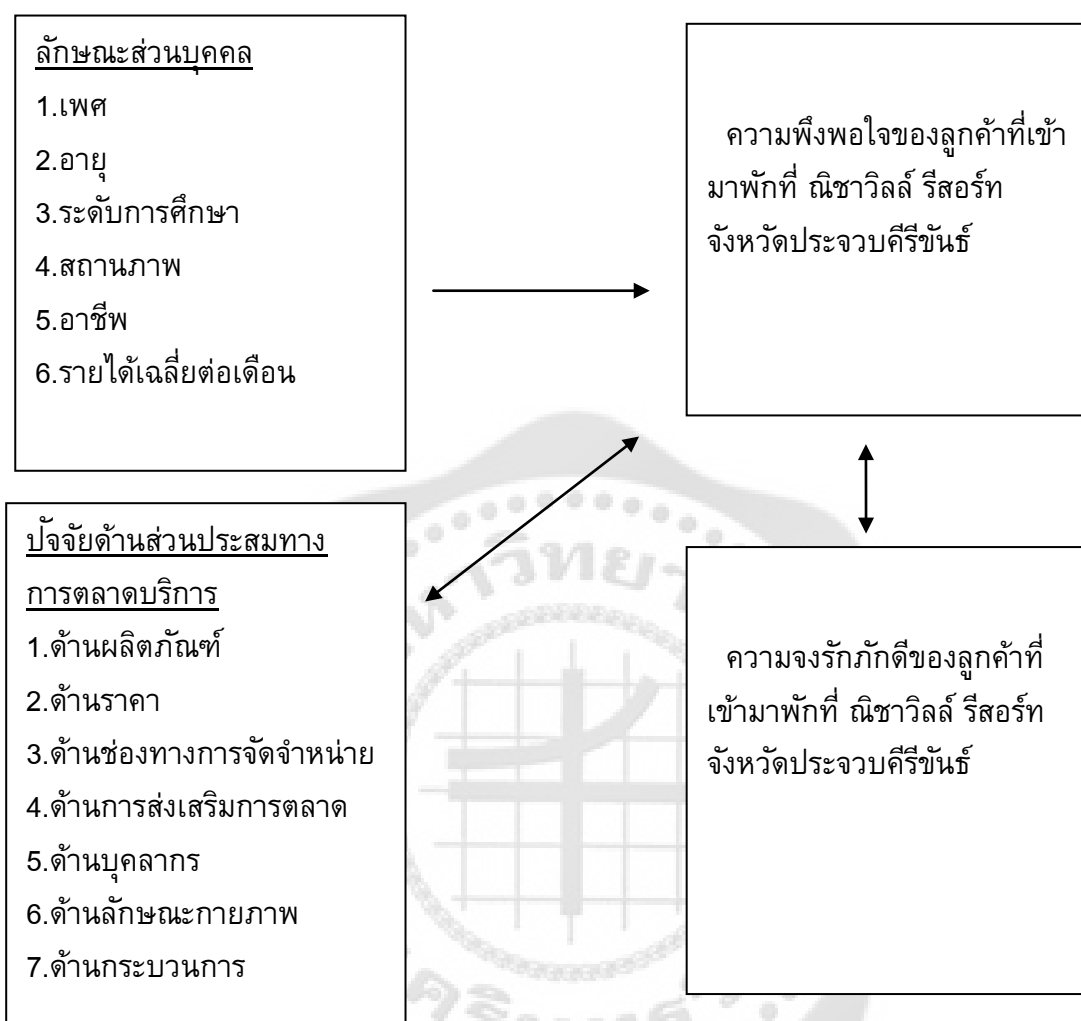 ลักษณะส่วนบุคคล
1.เพศ
2.อายุ
3.ระดับการศึกษา
4.สถานภาพ
5.อาชีพ
6.รายได้เฉลี่ยต่อเดือน
ความพึงพอใจของลูกค้าที่เข้า
มาพักที่ ณิชาวิลล์ รีสอร์ท
จังหวัดประจวบคีรีขันธ์
ปัจจัยด้านส่วนประสมทาง
การตลาดบริการ
1.ด้านผลิตภัณฑ์
2.ด้านราคา
3.ด้านช่องทางการจัดจำหน่าย
4.ด้านการส่งเสริมการตลาด
5.ด้านบุคลากร
6.ด้านลักษณะกายภาพ
7.ด้านกระบวนการ
ความจงรักภักดีของลูกค้าที่
เข้ามาพักที่ ณิชาวิลล์ รีสอร์ท
จังหวัดประจวบคีรีขันธ์